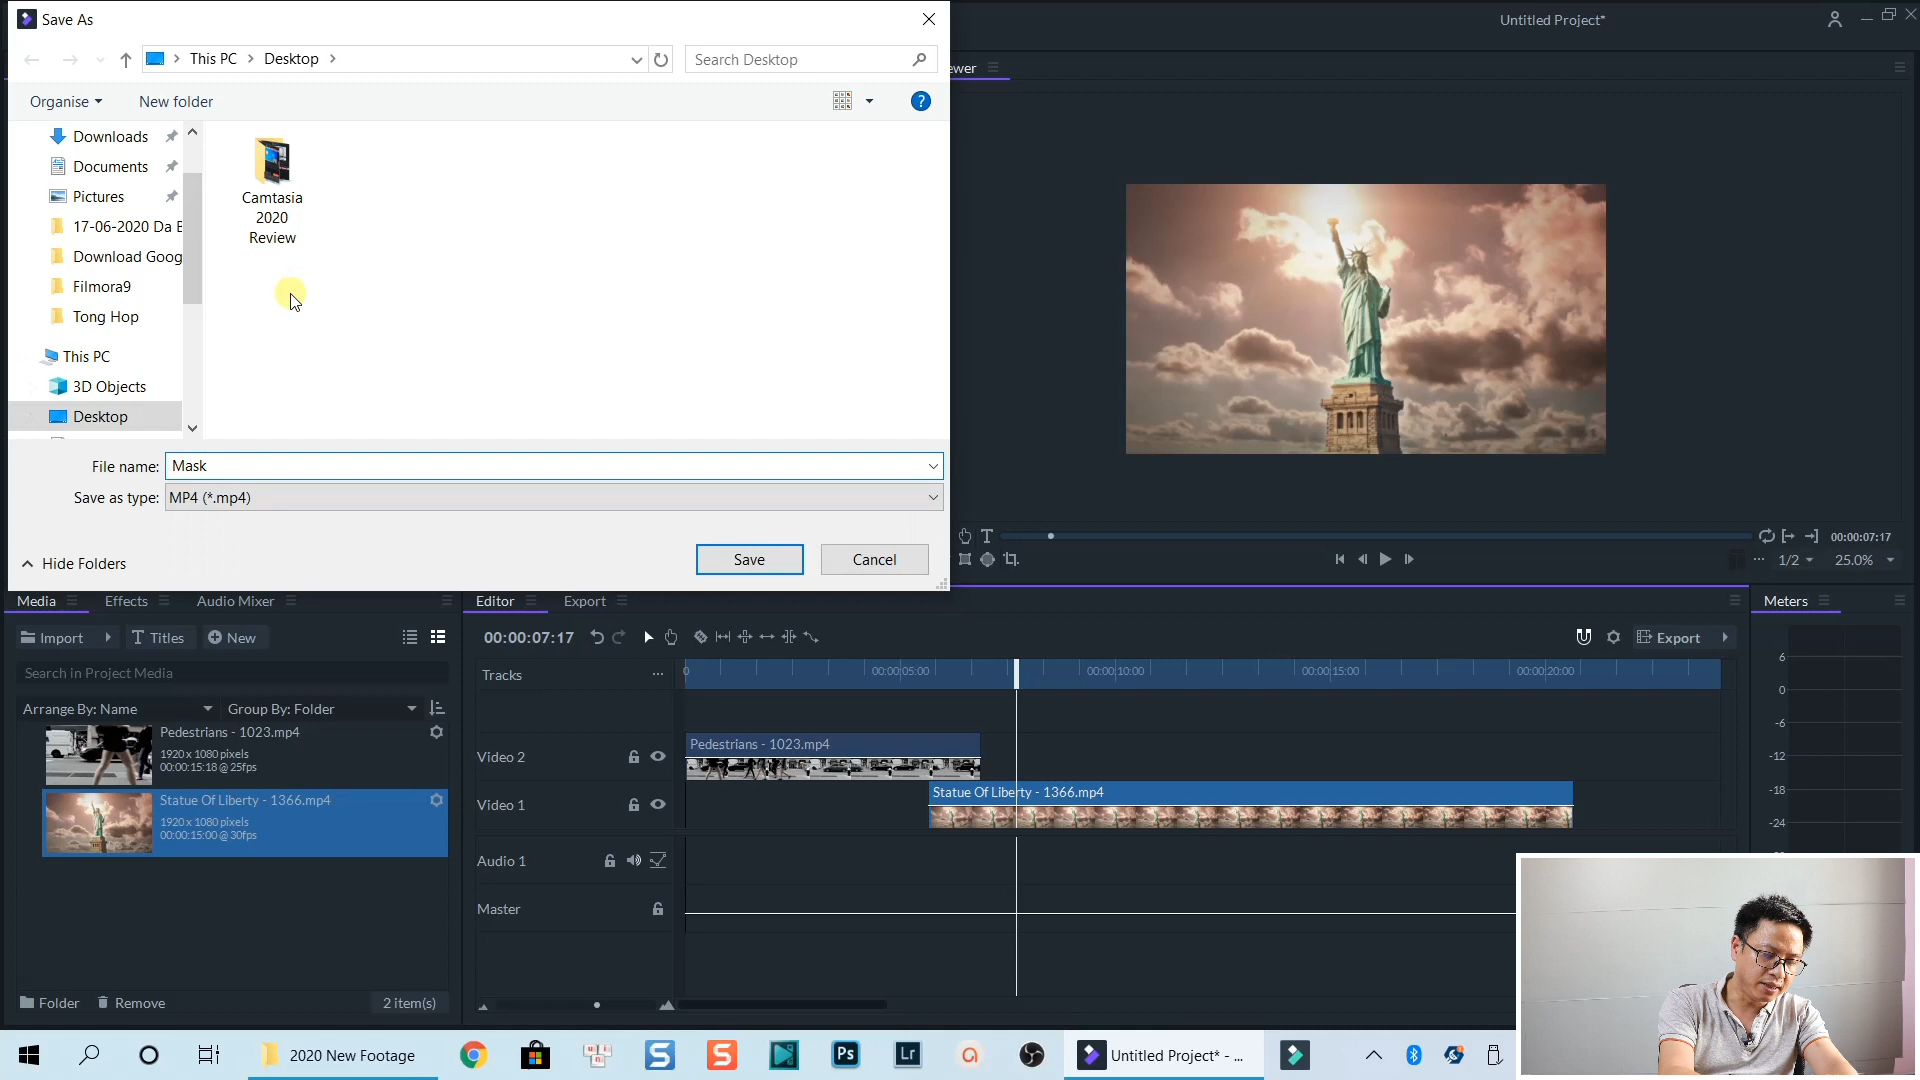 Save As
This PC
Desktop
Search Desktop
Organise
New folder
Downloads
Documents
Pictures
17-06-2020 Da E
Download Goog
Filmora9
Tong Hop
This PC
3D Objects
Desktop
Camtasia
2020
Review
File name: Mask
Save as type: MP4 (*.mp4)
Hide Folders
Save
Cancel
Untitled Project*
ewer
00:00:07:17
1/2
25.0%
Media
Effects
Audio Mixer
Import
Titles
New
Search in Project Media
Arrange By: Name
Group By: Folder
Pedestrians - 1023.mp4
1920 x 1080 pixels
00:00:15:18 @ 25fps
Statue Of Liberty - 1366.mp4
1920 x 1080 pixels
00:00:15:00 @ 30fps
Folder
Remove
2 item(s)
Editor
Export
00:00:07:17
Export
Tracks
0
00:00:05:00
00:00:10:00
00:00:15:00
00:00:20:00
Video 2
Pedestrians - 1023.mp4
Video 1
Statue Of Liberty - 1366.mp4
Audio 1
Master
Meters
6
0
-6
-12
-18
-24
2020 New Footage
S
S
Ps
Lr
Untitled Project* - ...